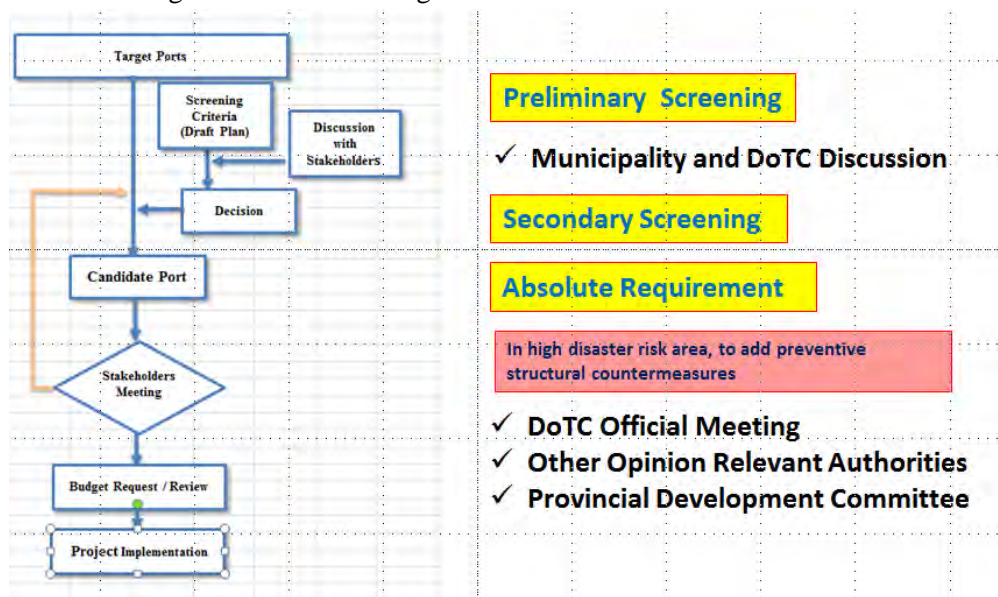 Target Ports
Screening
Criteria
(Draft Plan)
Discussion
with
Stakeholders
Decision
Candidate Port
Stakeholders
Meeting
Budget Request / Review
Project Implementation
Preliminary Screening
✓ Municipality and DoTC Discussion
Secondary Screening
Absolute Requirement
In high disaster risk area, to add preventive
structural countermeasures
✓ DoTC Official Meeting
✓ Other Opinion Relevant Authorities
✓ Provincial Development Committee